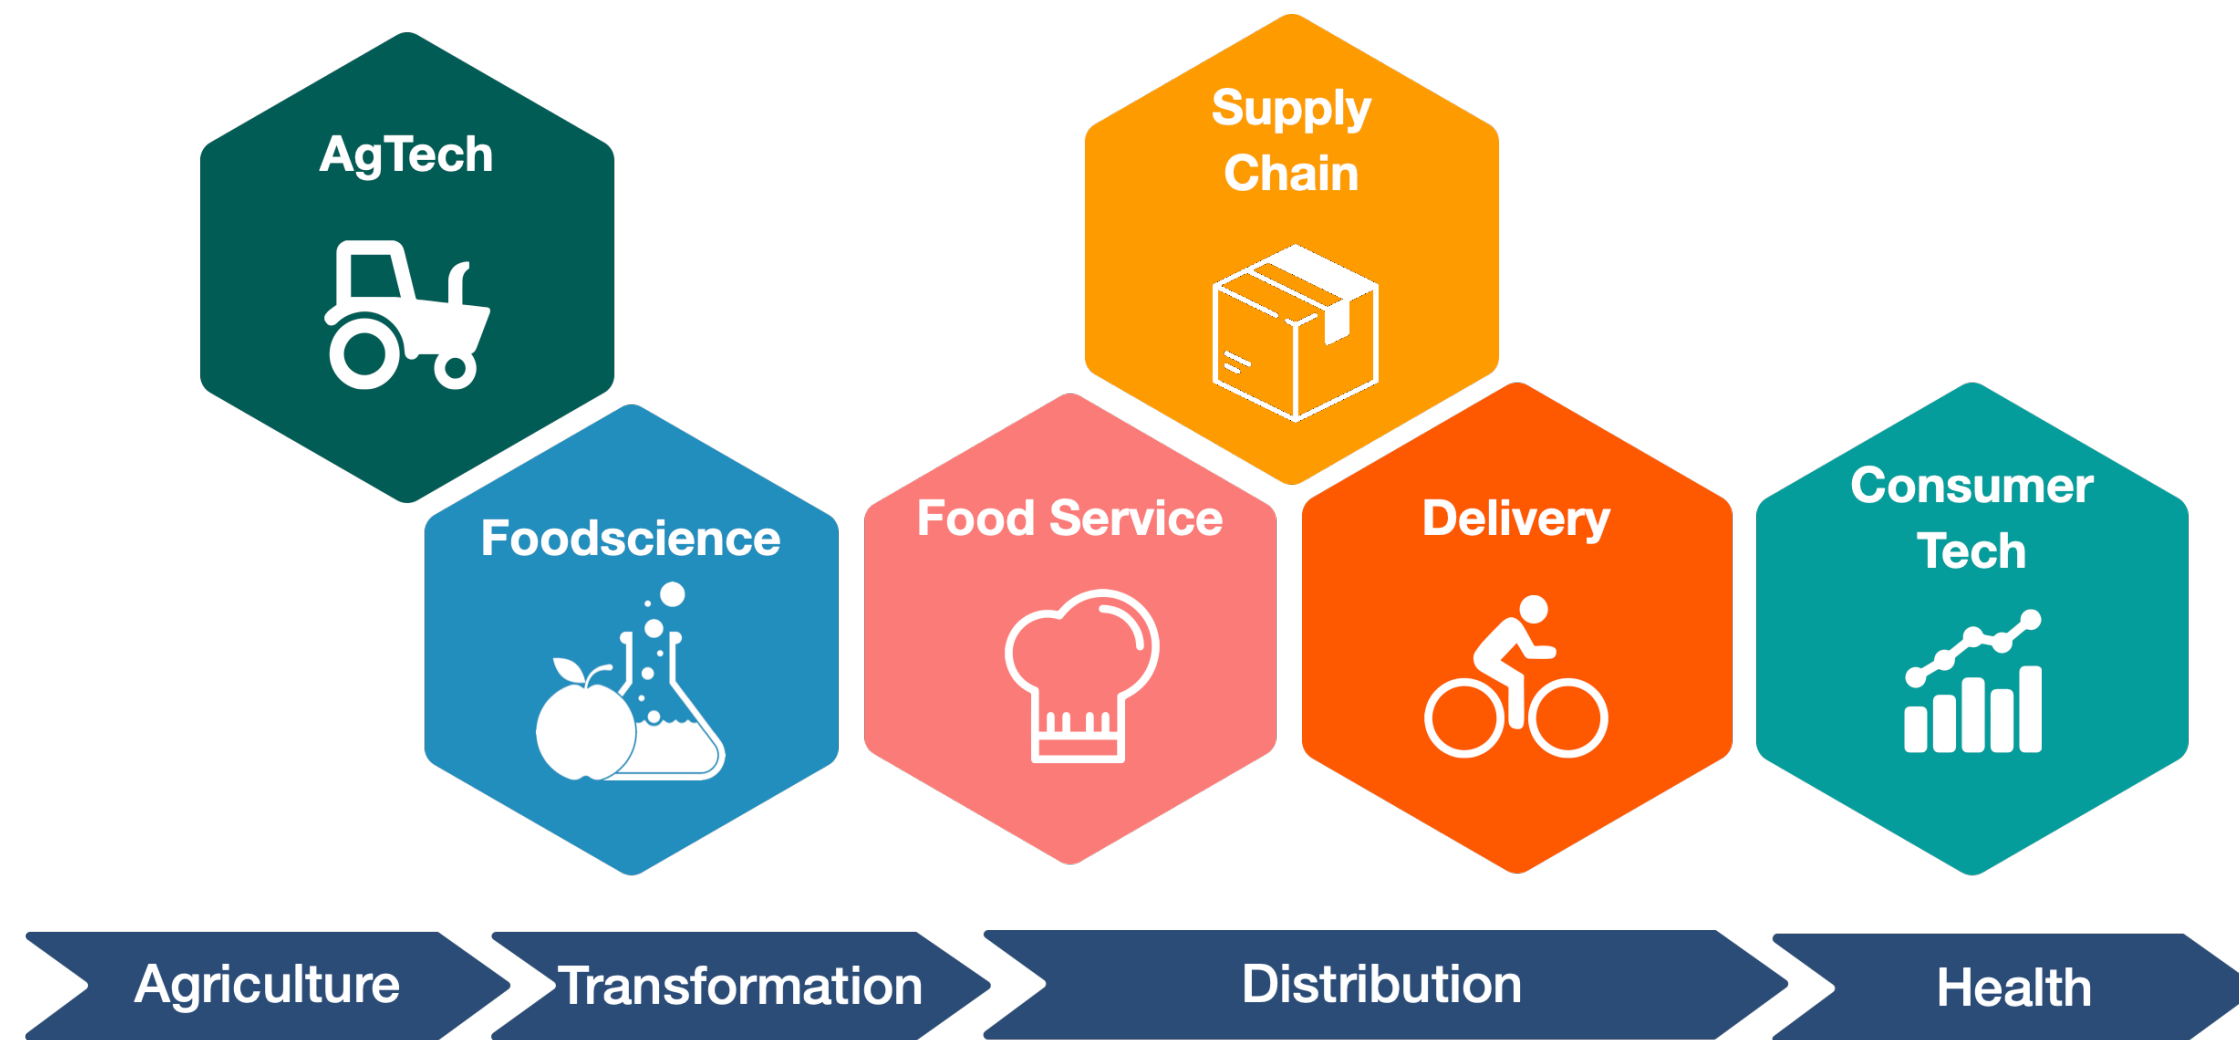 AgTech
Supply
Chain
Foodscience
Food Service
Delivery
Consumer
Tech
Agriculture
Transformation
Distribution
Health